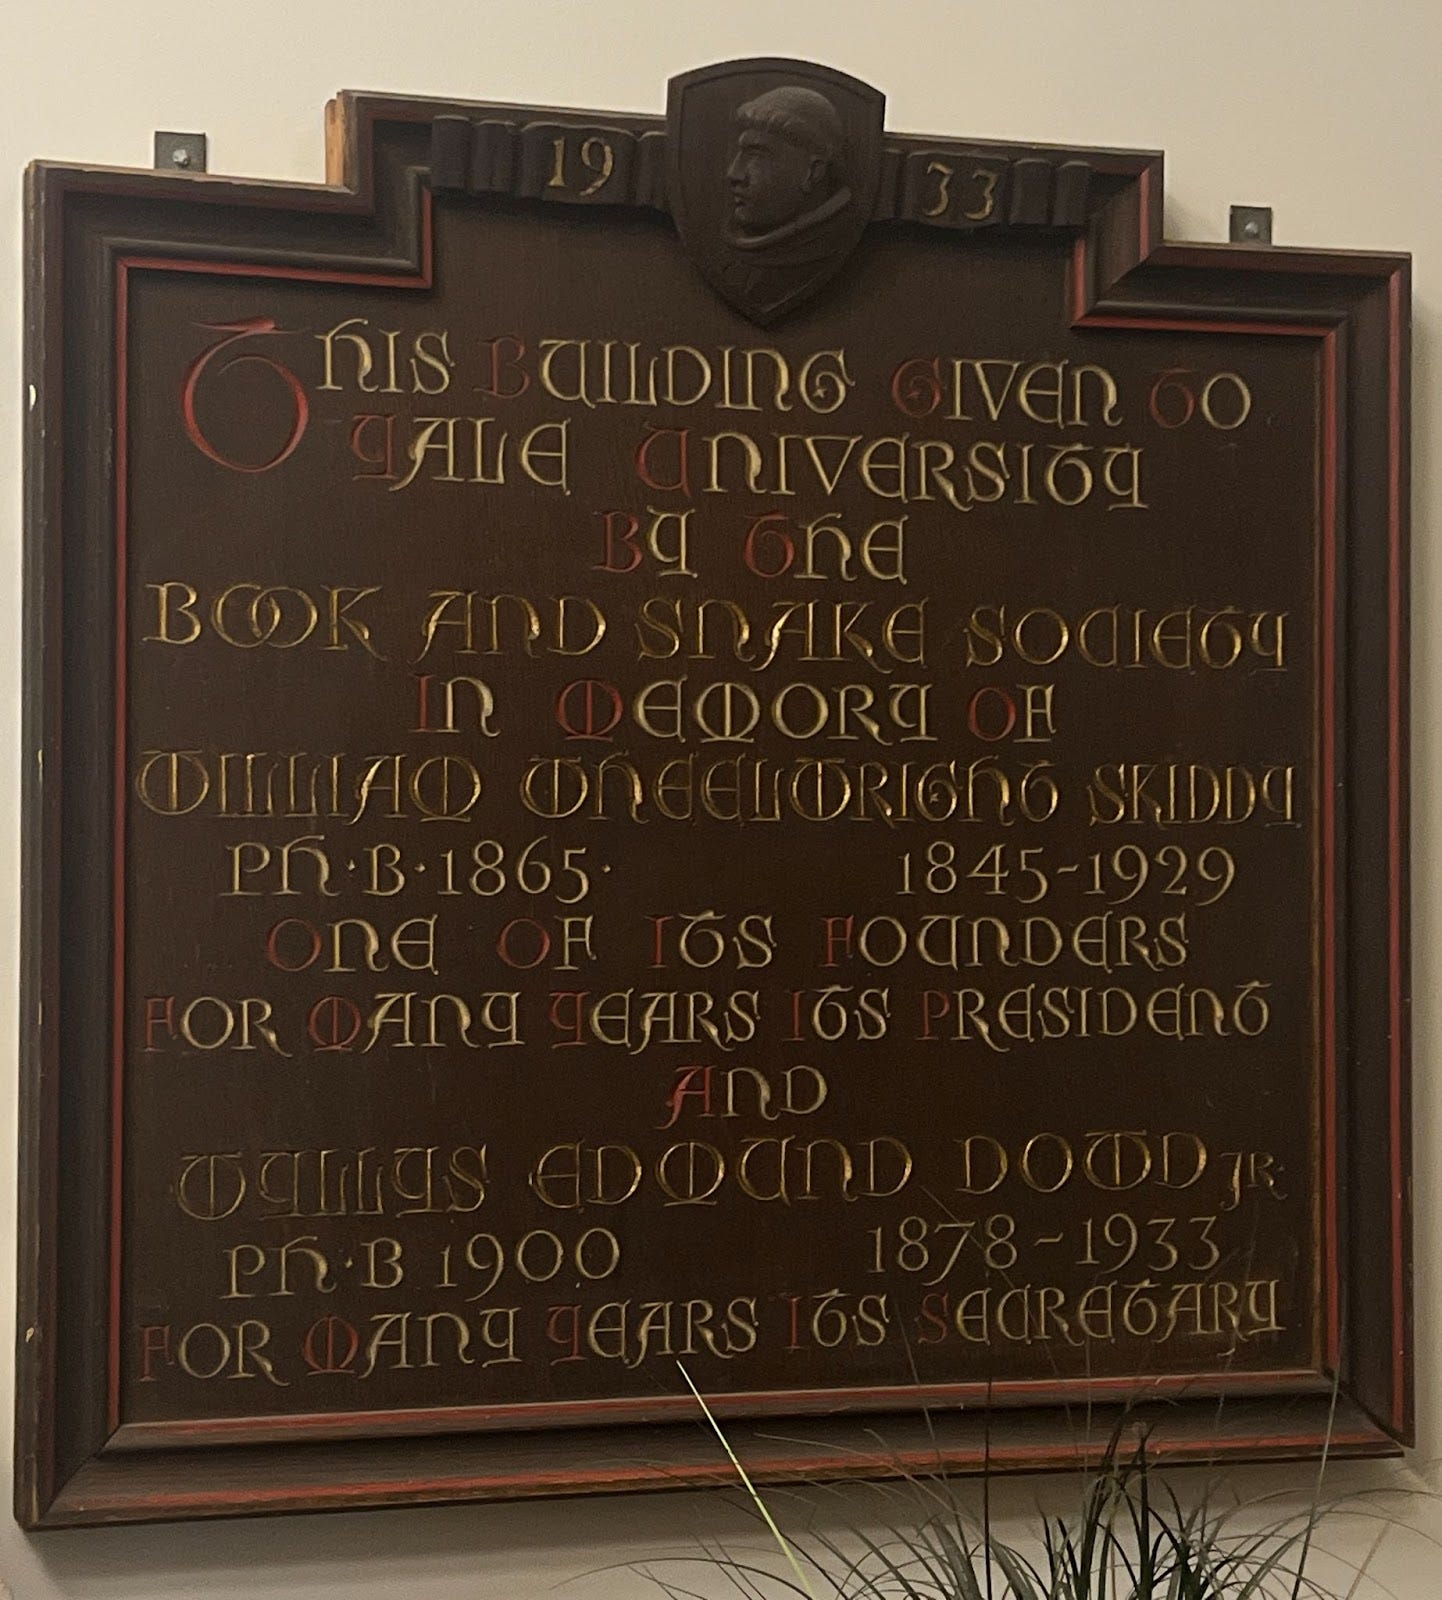 1933
This Building Given To
Yale University
By The
BOOK AND SNAKE SOCIETY
In Memory Of
WILLIAM WHEELWRIGHT SKIDDY
Ph·B·1865· 1845-1929
One Of Its Founders
For Many Years Its President
And
WYLLYS EDMUND DOWD JR·
Ph·B 1900 1878-1933
For Many Years Its Secretary